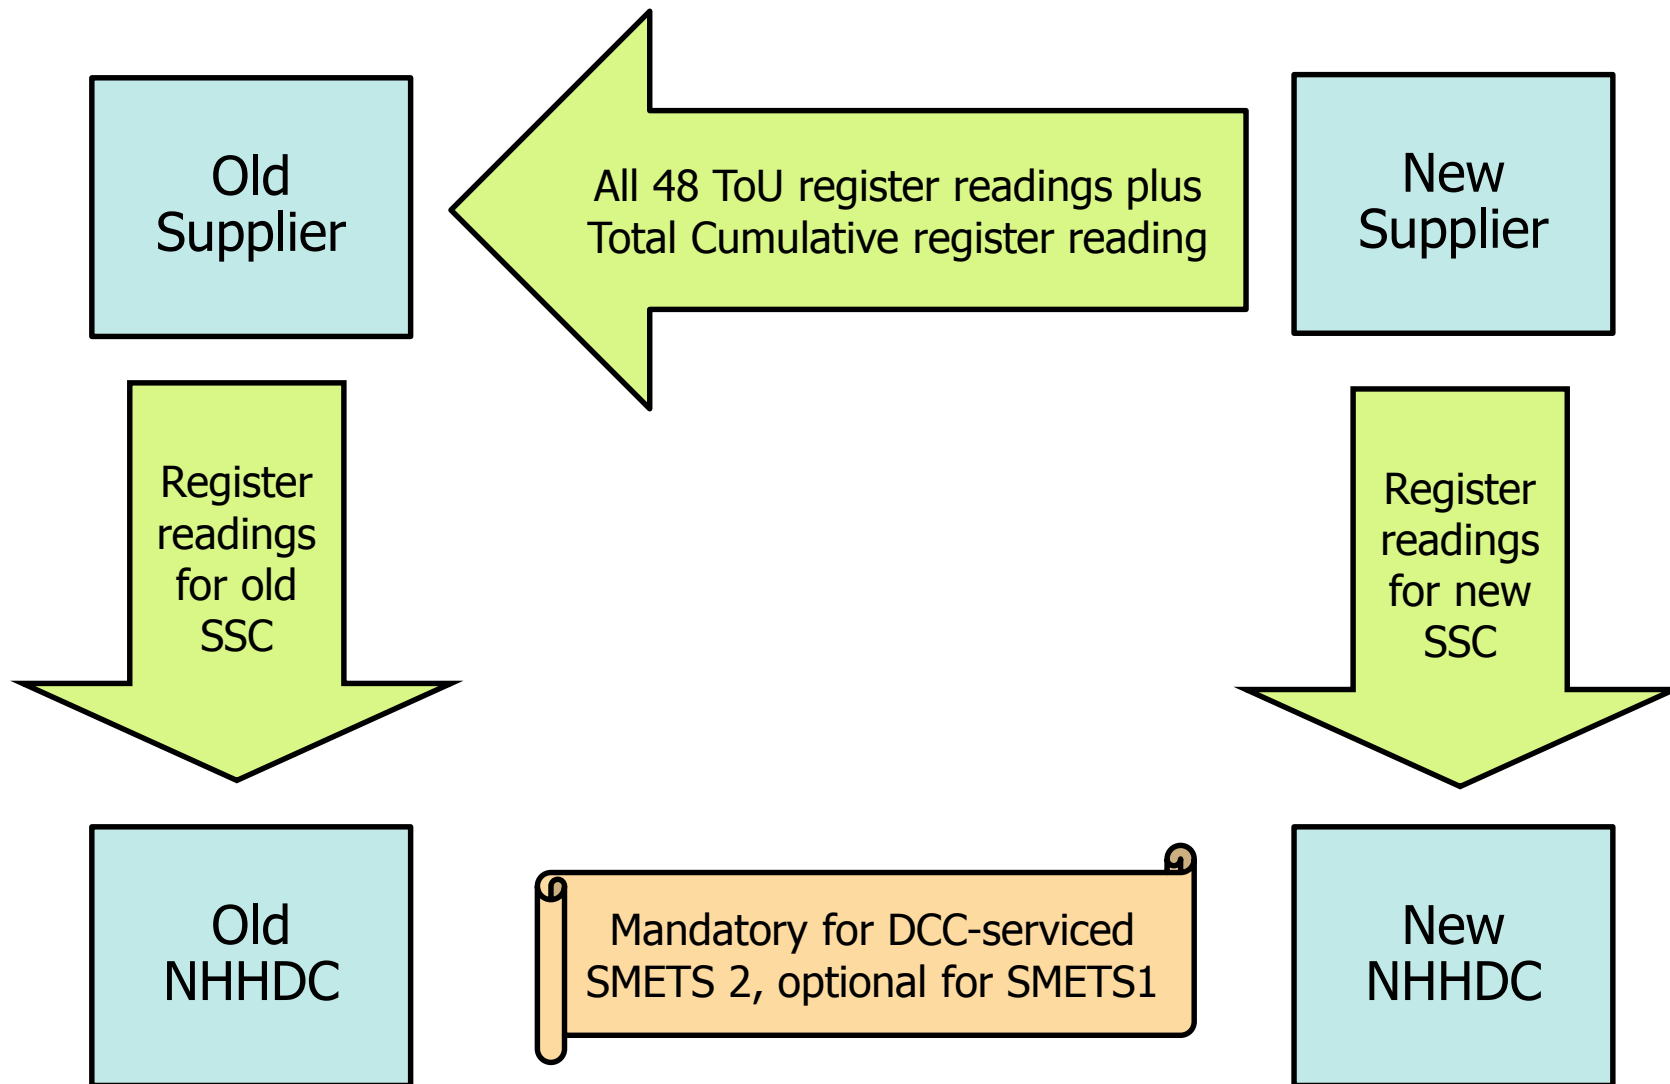 Old
Supplier
All 48 ToU register readings plus
Total Cumulative register reading
New
Supplier
Register
readings
for old
SSC
Register
readings
for new
SSC
Old
NHHDC
Mandatory for DCC-serviced
SMETS 2, optional for SMETS1
New
NHHDC